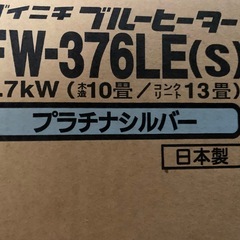 ダイニチ ブルーヒーター
FW-376LE(S)
.7kW(木造10畳/コンクリート13畳)
プラチナシルバー
日本製